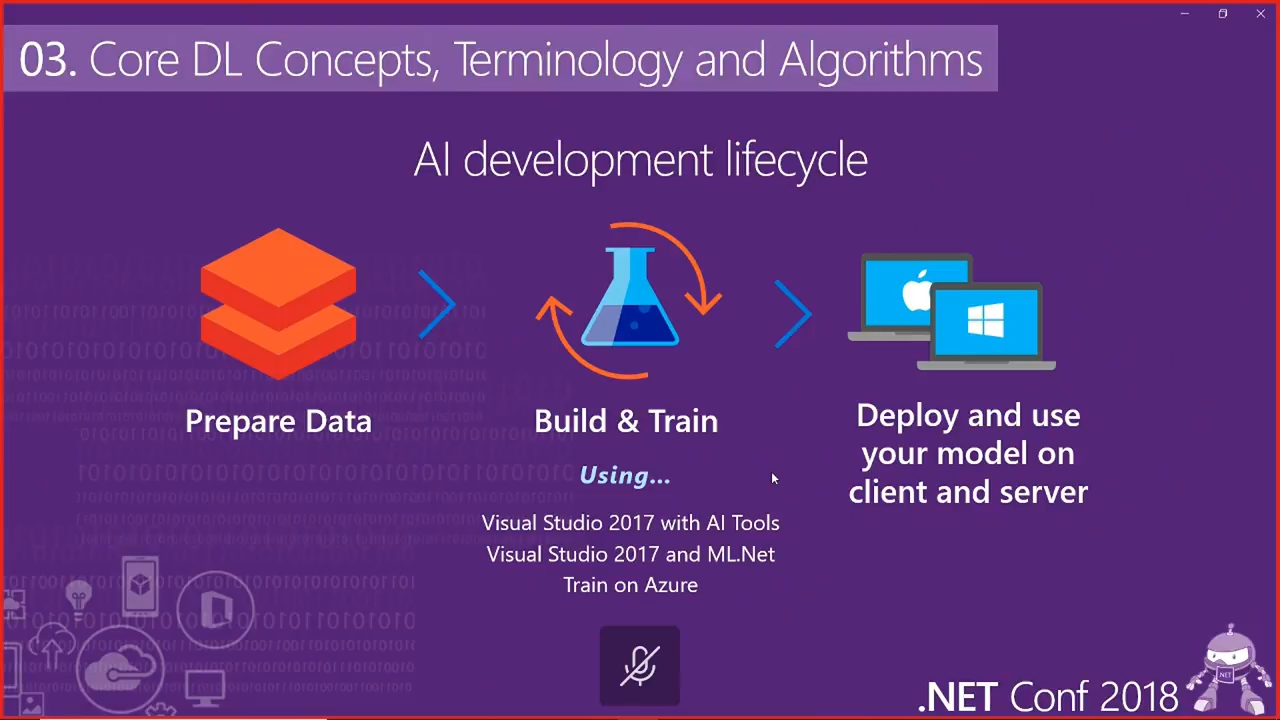 03. Core DL Concepts, Terminology and Algorithms
AI development lifecycle
Prepare Data
Build & Train
Using...
Visual Studio 2017 with AI Tools
Visual Studio 2017 and ML.Net
Train on Azure
Deploy and use
your model on
client and server
.NET Conf 2018
.NET